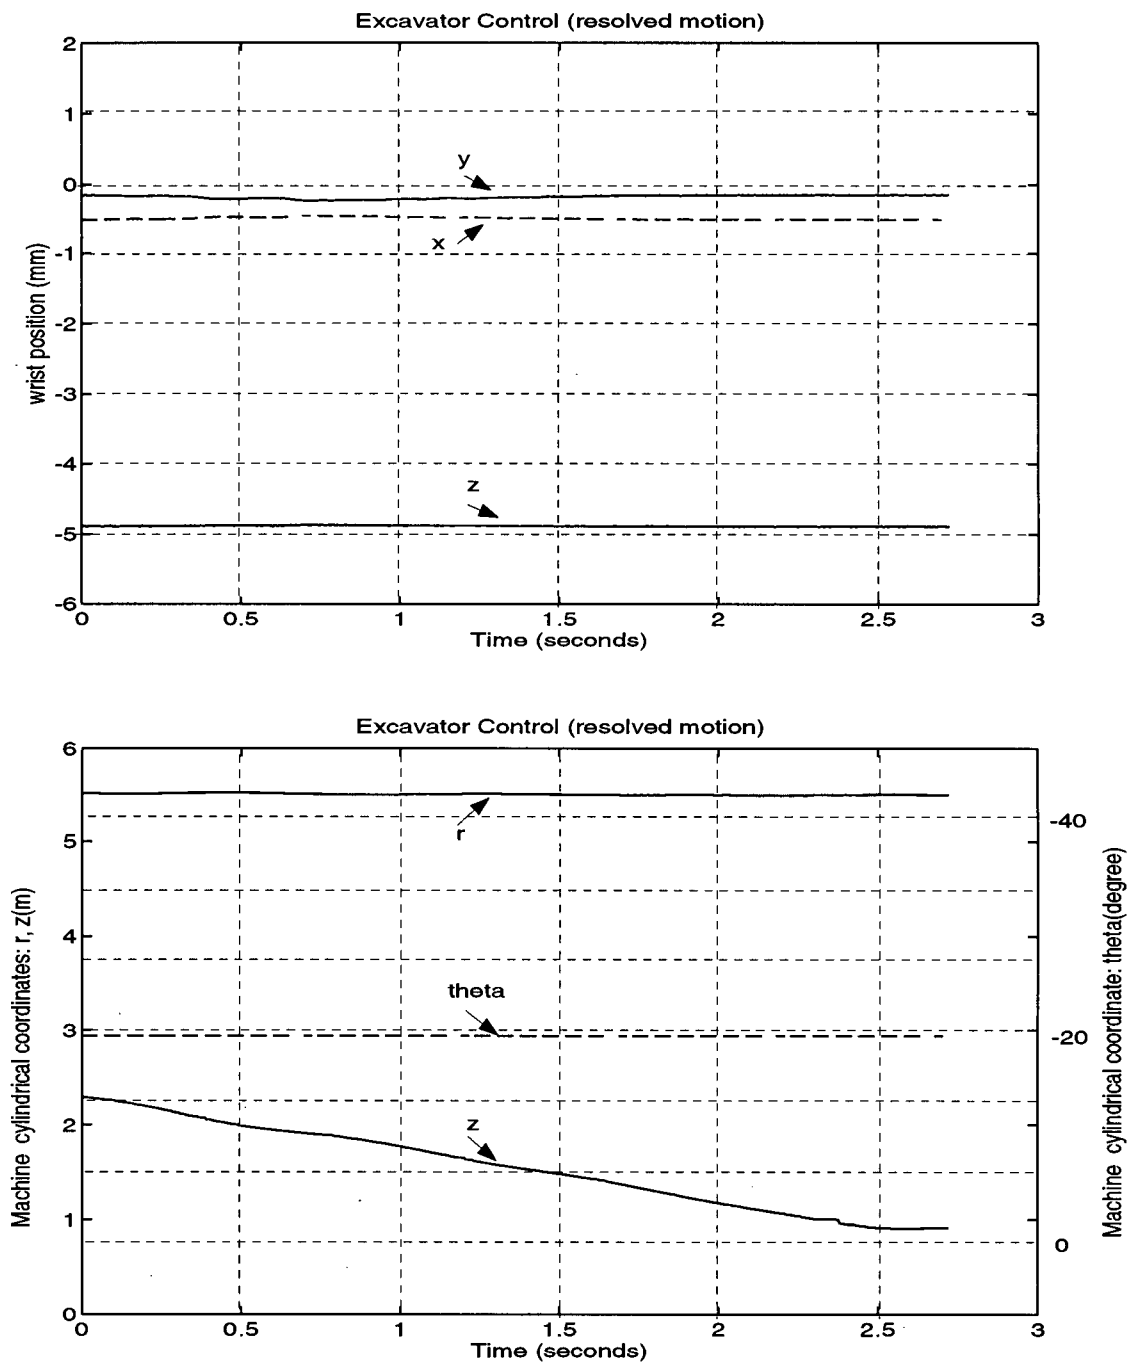 Excavator Control (resolved motion)
2
1
0
-1
-2
-3
-4
-5
-6
wrist position (mm)
y
x
z
0
0.5
1
1.5
2
2.5
3
Time (seconds)
Excavator Control (resolved motion)
6
5
4
3
2
1
0
Machine cylindrical coordinates: r, z(m)
r
theta
z
-40
-20
0
Machine cylindrical coordinate: theta(degree)
0
0.5
1
1.5
2
2.5
3
Time (seconds)